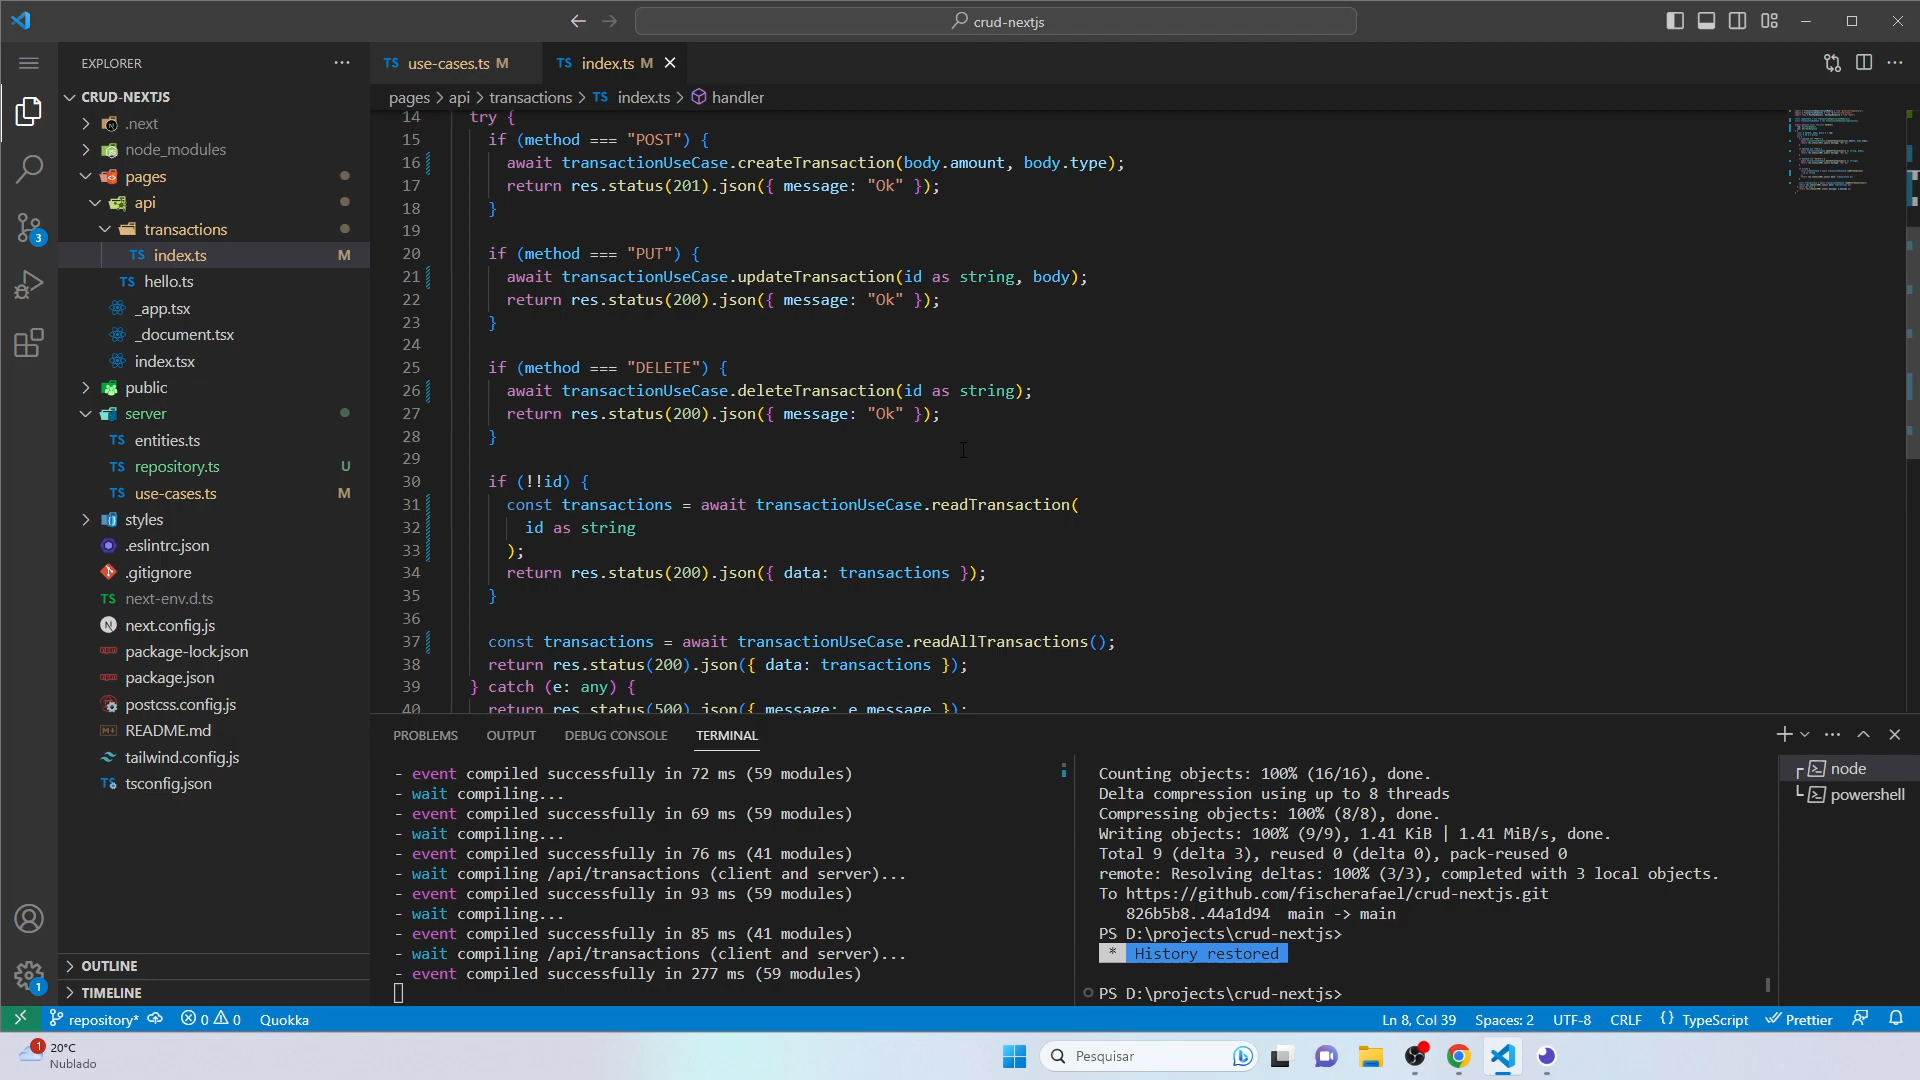 crud-nextjs
EXPLORER
CRUD-NEXTJS
.next
node_modules
pages
api
transactions
TS index.ts M
TS hello.ts
_app.tsx
_document.tsx
index.tsx
public
server
TS entities.ts
TS repository.ts U
TS use-cases.ts M
styles
.eslintrc.json
.gitignore
TS next-env.d.ts
N next.config.js
package-lock.json
package.json
postcss.config.js
README.md
tailwind.config.js
TS tsconfig.json
OUTLINE
TIMELINE
3
1
TS use-cases.ts M
TS index.ts M
pages > api > transactions > TS index.ts > handler
14 try {
15 if (method === "POST") {
16 await transactionUseCase.createTransaction(body.amount, body.type);
17 return res.status(201).json({ message: "Ok" });
18 }
19
20 if (method === "PUT") {
21 await transactionUseCase.updateTransaction(id as string, body);
22 return res.status(200).json({ message: "Ok" });
23 }
24
25 if (method === "DELETE") {
26 await transactionUseCase.deleteTransaction(id as string);
27 return res.status(200).json({ message: "Ok" });
28 }
29
30 if (!!id) {
31 const transactions = await transactionUseCase.readTransaction(
32 id as string
33 );
34 return res.status(200).json({ data: transactions });
35 }
36
37 const transactions = await transactionUseCase.readAllTransactions();
38 return res.status(200).json({ data: transactions });
39 } catch (e: any) {
40 return res.status(500).json({ message: e.message });
PROBLEMS OUTPUT DEBUG CONSOLE TERMINAL
- event compiled successfully in 72 ms (59 modules)
- wait compiling...
- event compiled successfully in 69 ms (59 modules)
- wait compiling...
- event compiled successfully in 76 ms (41 modules)
- wait compiling /api/transactions (client and server)...
- event compiled successfully in 93 ms (59 modules)
- wait compiling...
- event compiled successfully in 85 ms (41 modules)
- wait compiling /api/transactions (client and server)...
- event compiled successfully in 277 ms (59 modules)
Counting objects: 100% (16/16), done.
Delta compression using up to 8 threads
Compressing objects: 100% (8/8), done.
Writing objects: 100% (9/9), 1.41 KiB | 1.41 MiB/s, done.
Total 9 (delta 3), reused 0 (delta 0), pack-reused 0
remote: Resolving deltas: 100% (3/3), completed with 3 local objects.
To https://github.com/fischerafael/crud-nextjs.git
826b5b8..44a1d94 main -> main
PS D:\projects\crud-nextjs>
* History restored
PS D:\projects\crud-nextjs>
node
powershell
repository* 0 0 Quokka
Ln 8, Col 39 Spaces: 2 UTF-8 CRLF {} TypeScript Prettier
1
20°C
Nublado
Pesquisar